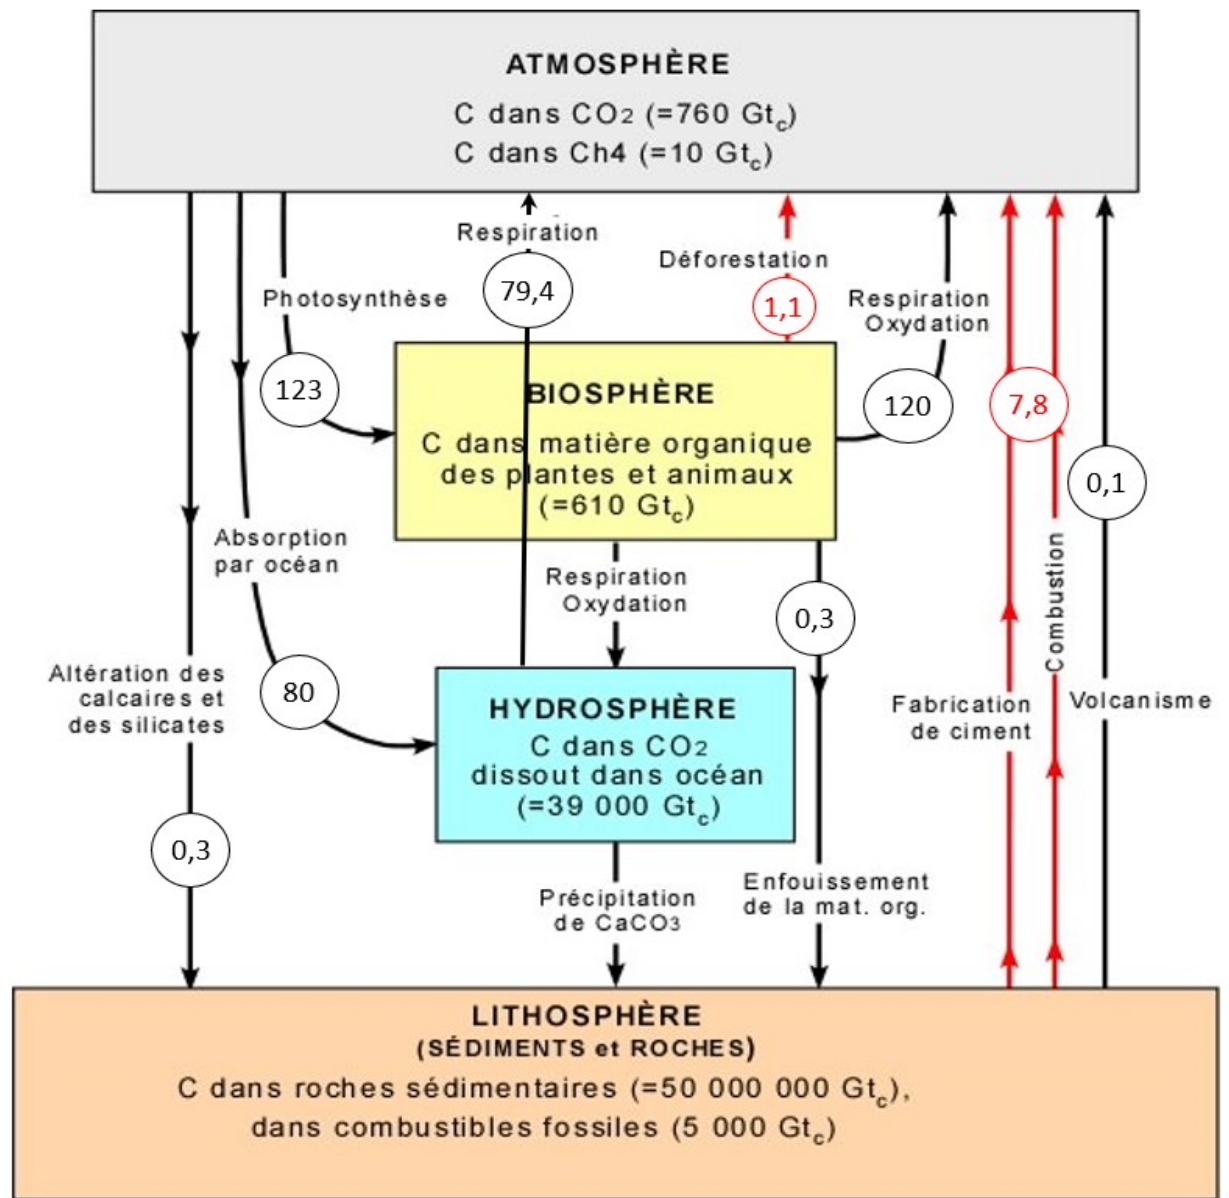 ATMOSPHÈRE
C dans CO2 (=760 Gtc)
C dans Ch4 (=10 Gtc)
Respiration
Déforestation
Photosynthèse
79,4
1,1
Respiration
Oxydation
123
BIOSPHÈRE
C dans matière organique
des plantes et animaux
(=610 Gtc)
120
7,8
0,1
Absorption
par océan
Respiration
Oxydation
0,3
Combustion
Altération des
calcaires et
des silicates
80
HYDROSPHÈRE
C dans CO2
dissout dans océan
(=39 000 Gtc)
Fabrication
de ciment
Volcanisme
0,3
Précipitation
de CaCO3
Enfouissement
de la mat. org.
LITHOSPHÈRE
(SÉDIMENTS et ROCHES)
C dans roches sédimentaires (=50 000 000 Gtc),
dans combustibles fossiles (5 000 Gtc)